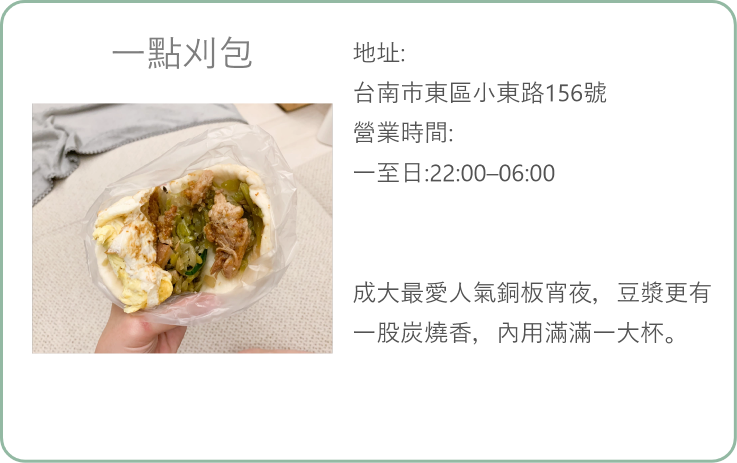 一點刈包
地址:
台南市東區小東路156號
營業時間:
一至日:22:00–06:00
成大最愛人氣銅板宵夜，豆漿更有
一股炭燒香，內用滿滿一大杯。